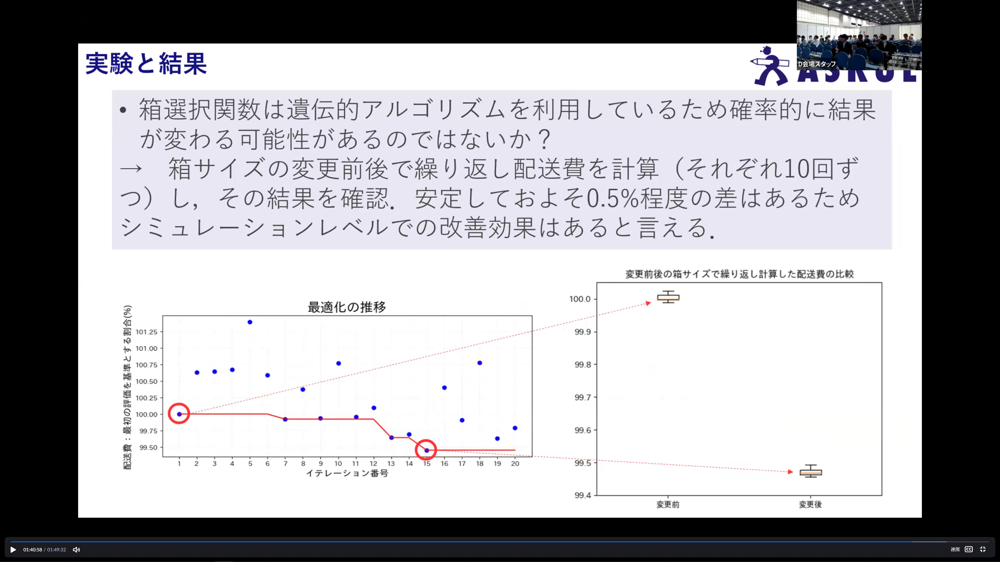 D会場スタッフ
実験と結果
• 箱選択関数は遺伝的アルゴリズムを利用しているため確率的に結果
が変わる可能性があるのではないか？
→ 箱サイズの変更前後で繰り返し配送費を計算（それぞれ10回ず
つ）し，その結果を確認．安定しておよそ0.5%程度の差はあるため
シミュレーションレベルでの改善効果はあると言える．
最適化の推移
配送費：最初の評価を基準とする割合(%)
101.25
101.00
100.75
100.50
100.25
100.00
99.75
99.50
1 2 3 4 5 6 7 8 9 10 11 12 13 14 15 16 17 18 19 20
イテレーション番号
変更前後の箱サイズで繰り返し計算した配送費の比較
100.0
99.9
99.8
99.7
99.6
99.5
99.4
変更前 変更後
01:40:58 / 01:49:32
速度 CC